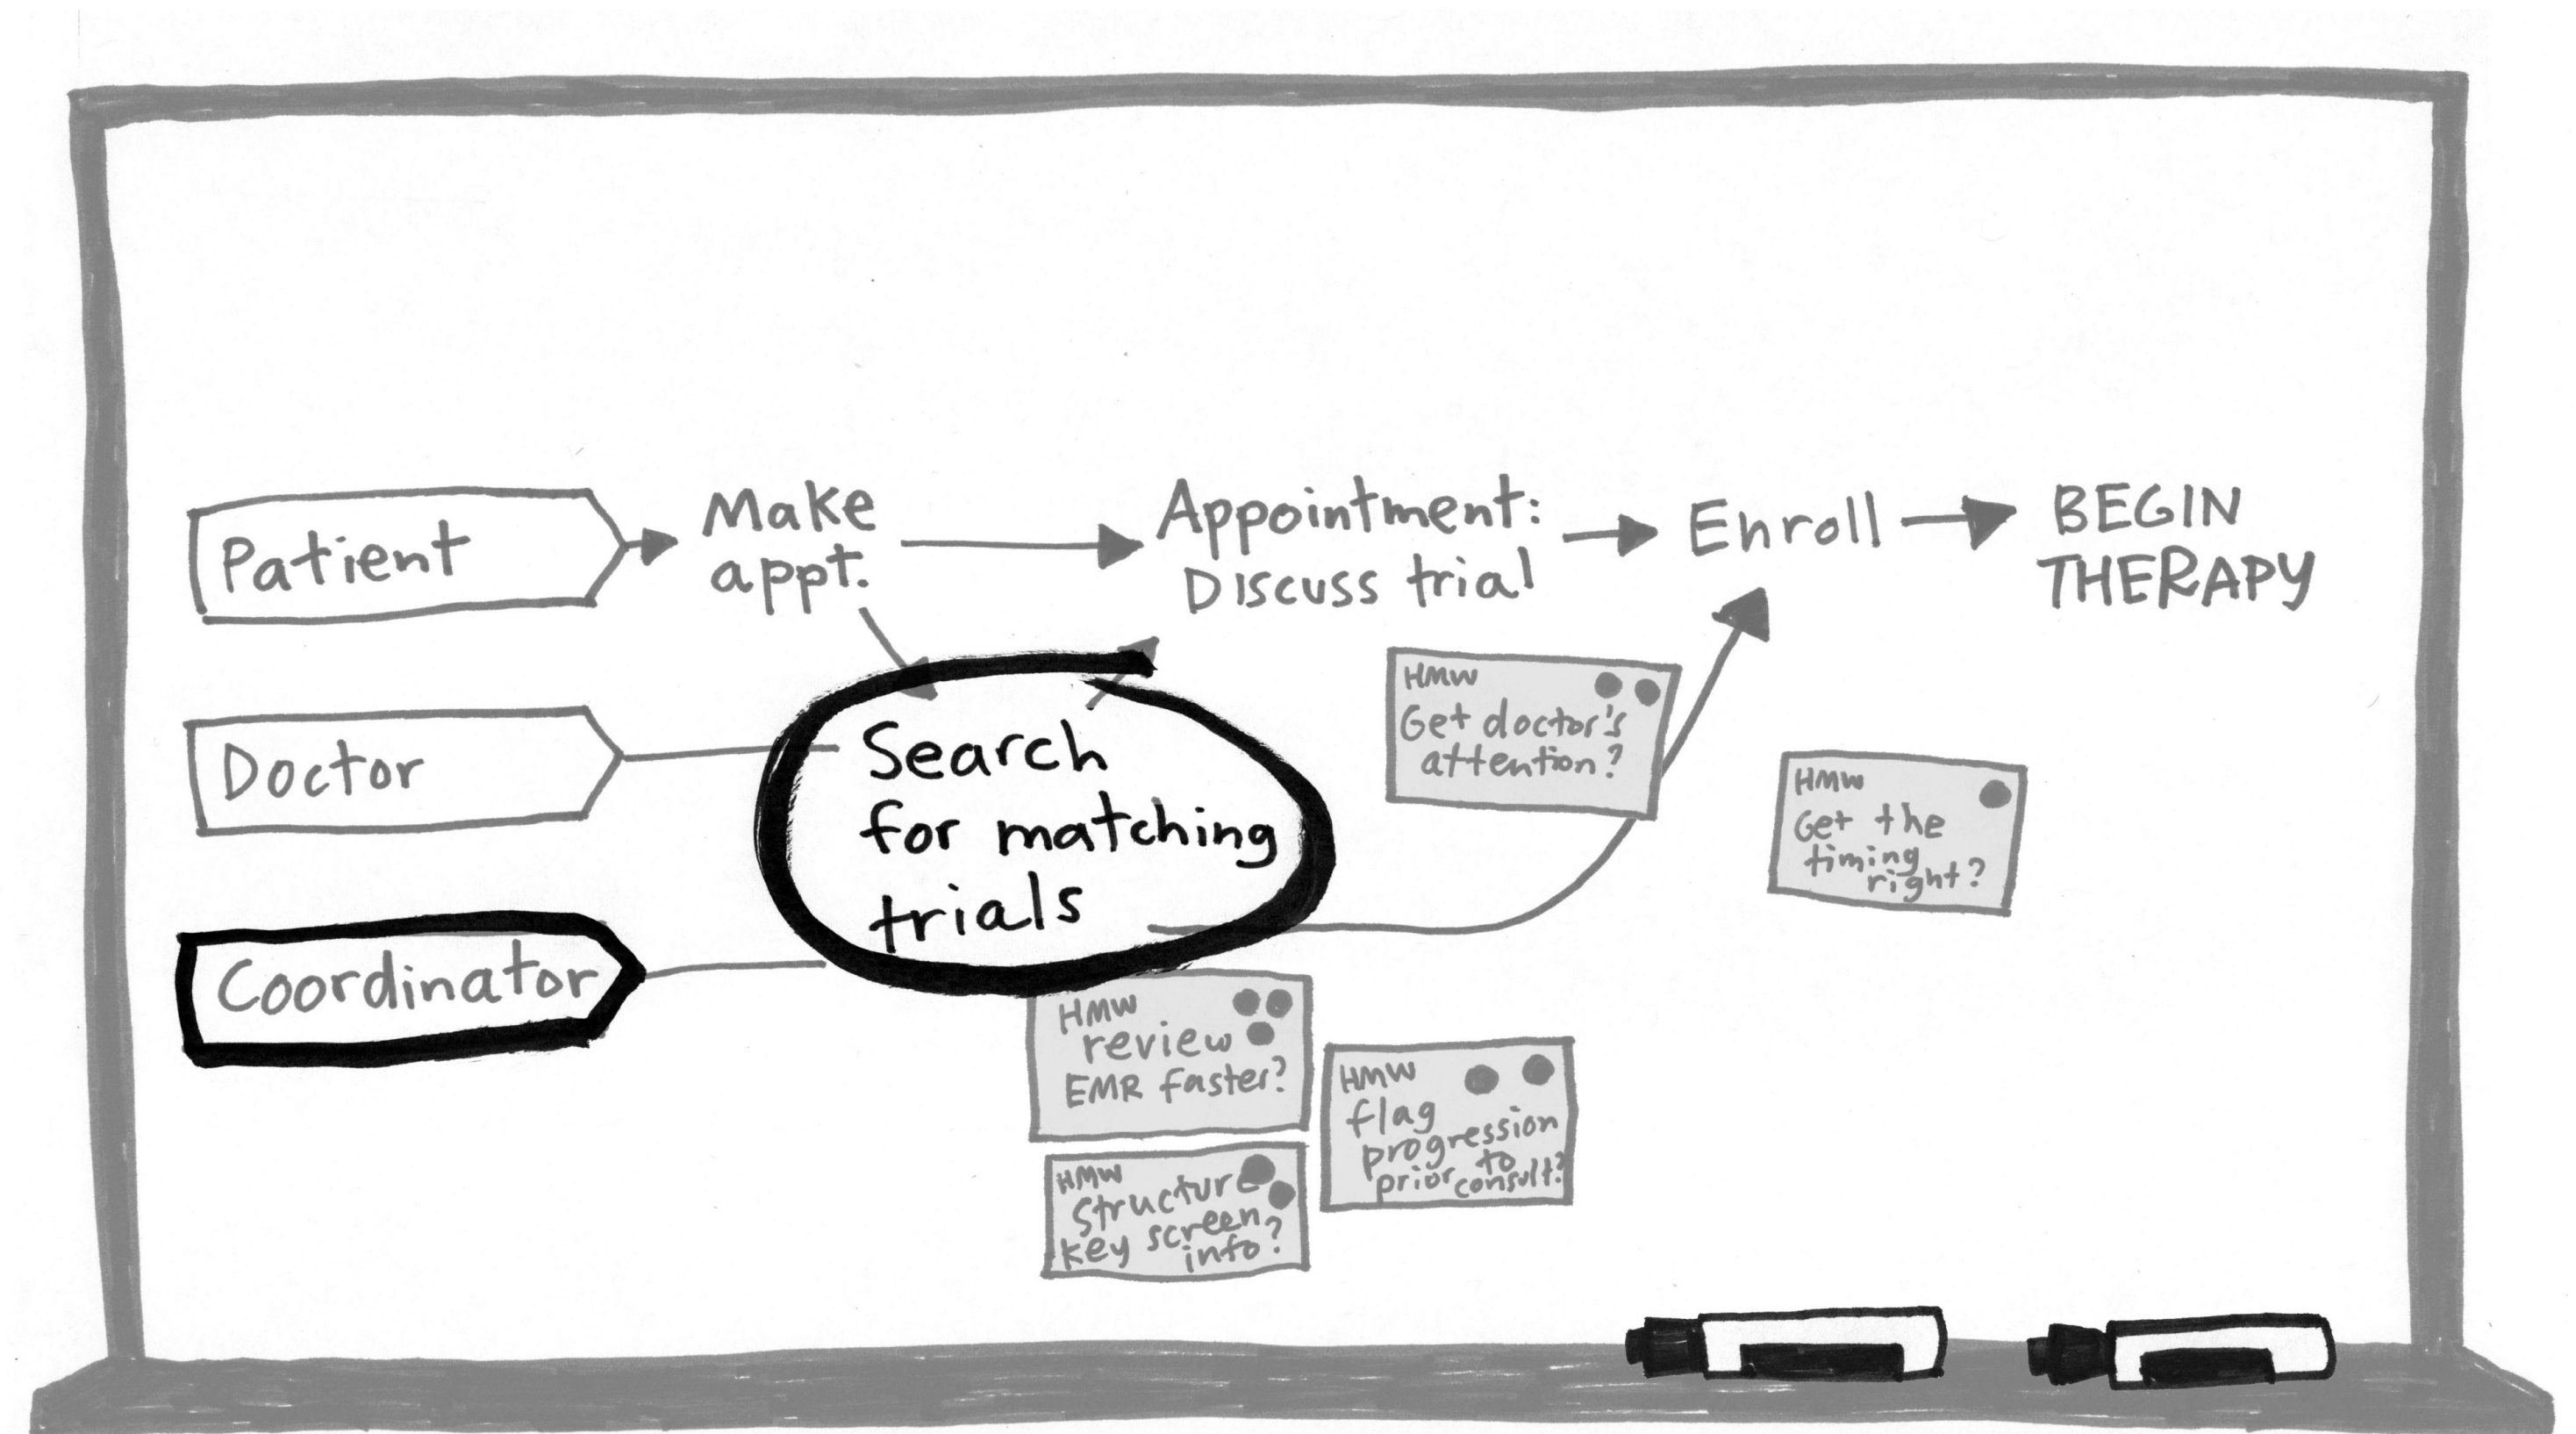 Patient
Make
appt.
Appointment:
Discuss trial
Enroll
BEGIN
THERAPY
Doctor
Coordinator
Search
for matching
trials
HMW
Get doctor's
attention?
HMW
Get the
timing
right?
HMW
review
EMR faster?
HMW
flag
progression
to
prior consult?
HMW
structure
key screen
info?